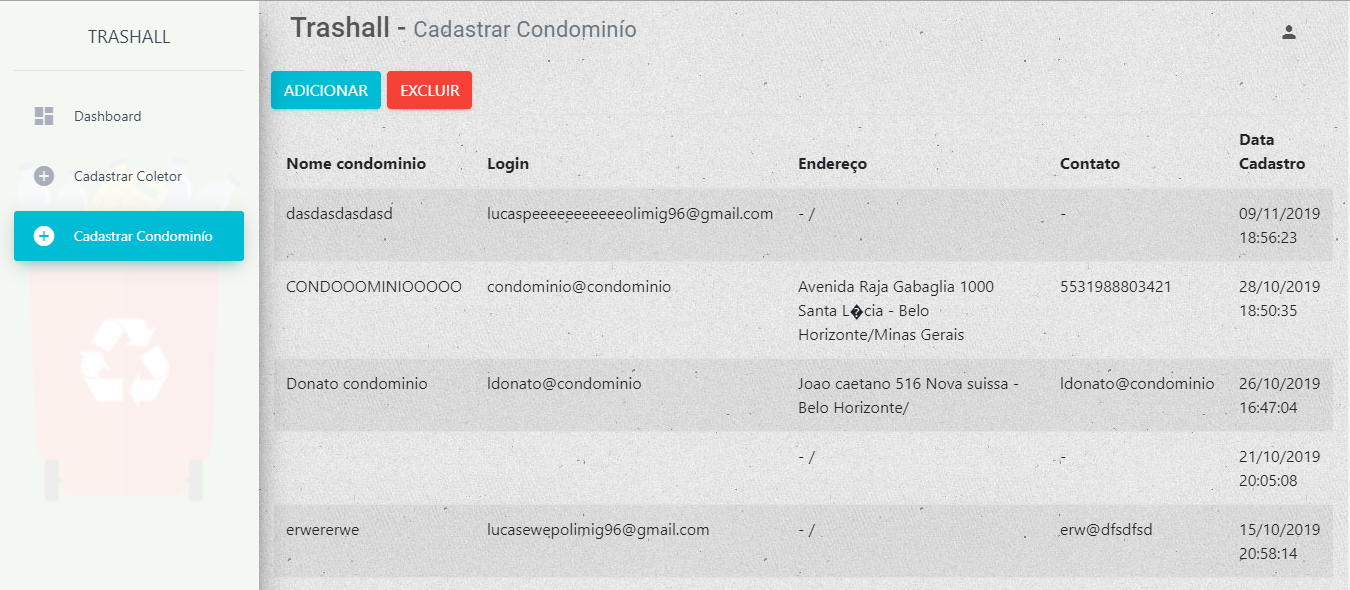 TRASHALL
Dashboard
Cadastrar Coletor
Cadastrar Condominío
Trashall - Cadastrar Condominío
ADICIONAR EXCLUIR
Nome condominio Login Endereço Contato Data Cadastro
dasdasdasdasd lucaspeeeeeeeeeeeolimig96@gmail.com - / - 09/11/2019
18:56:23
CONDOOOMINIOOOOO condominio@condominio Avenida Raja Gabaglia 1000 5531988803421 28/10/2019
Santa L�cia - Belo 18:50:35
Horizonte/Minas Gerais
Donato condominio ldonato@condominio Joao caetano 516 Nova suissa - ldonato@condominio 26/10/2019
Belo Horizonte/ 16:47:04
- / - 21/10/2019
20:05:08
erwererwe lucasewepolimig96@gmail.com - / erw@dfsdfsd 15/10/2019
20:58:14